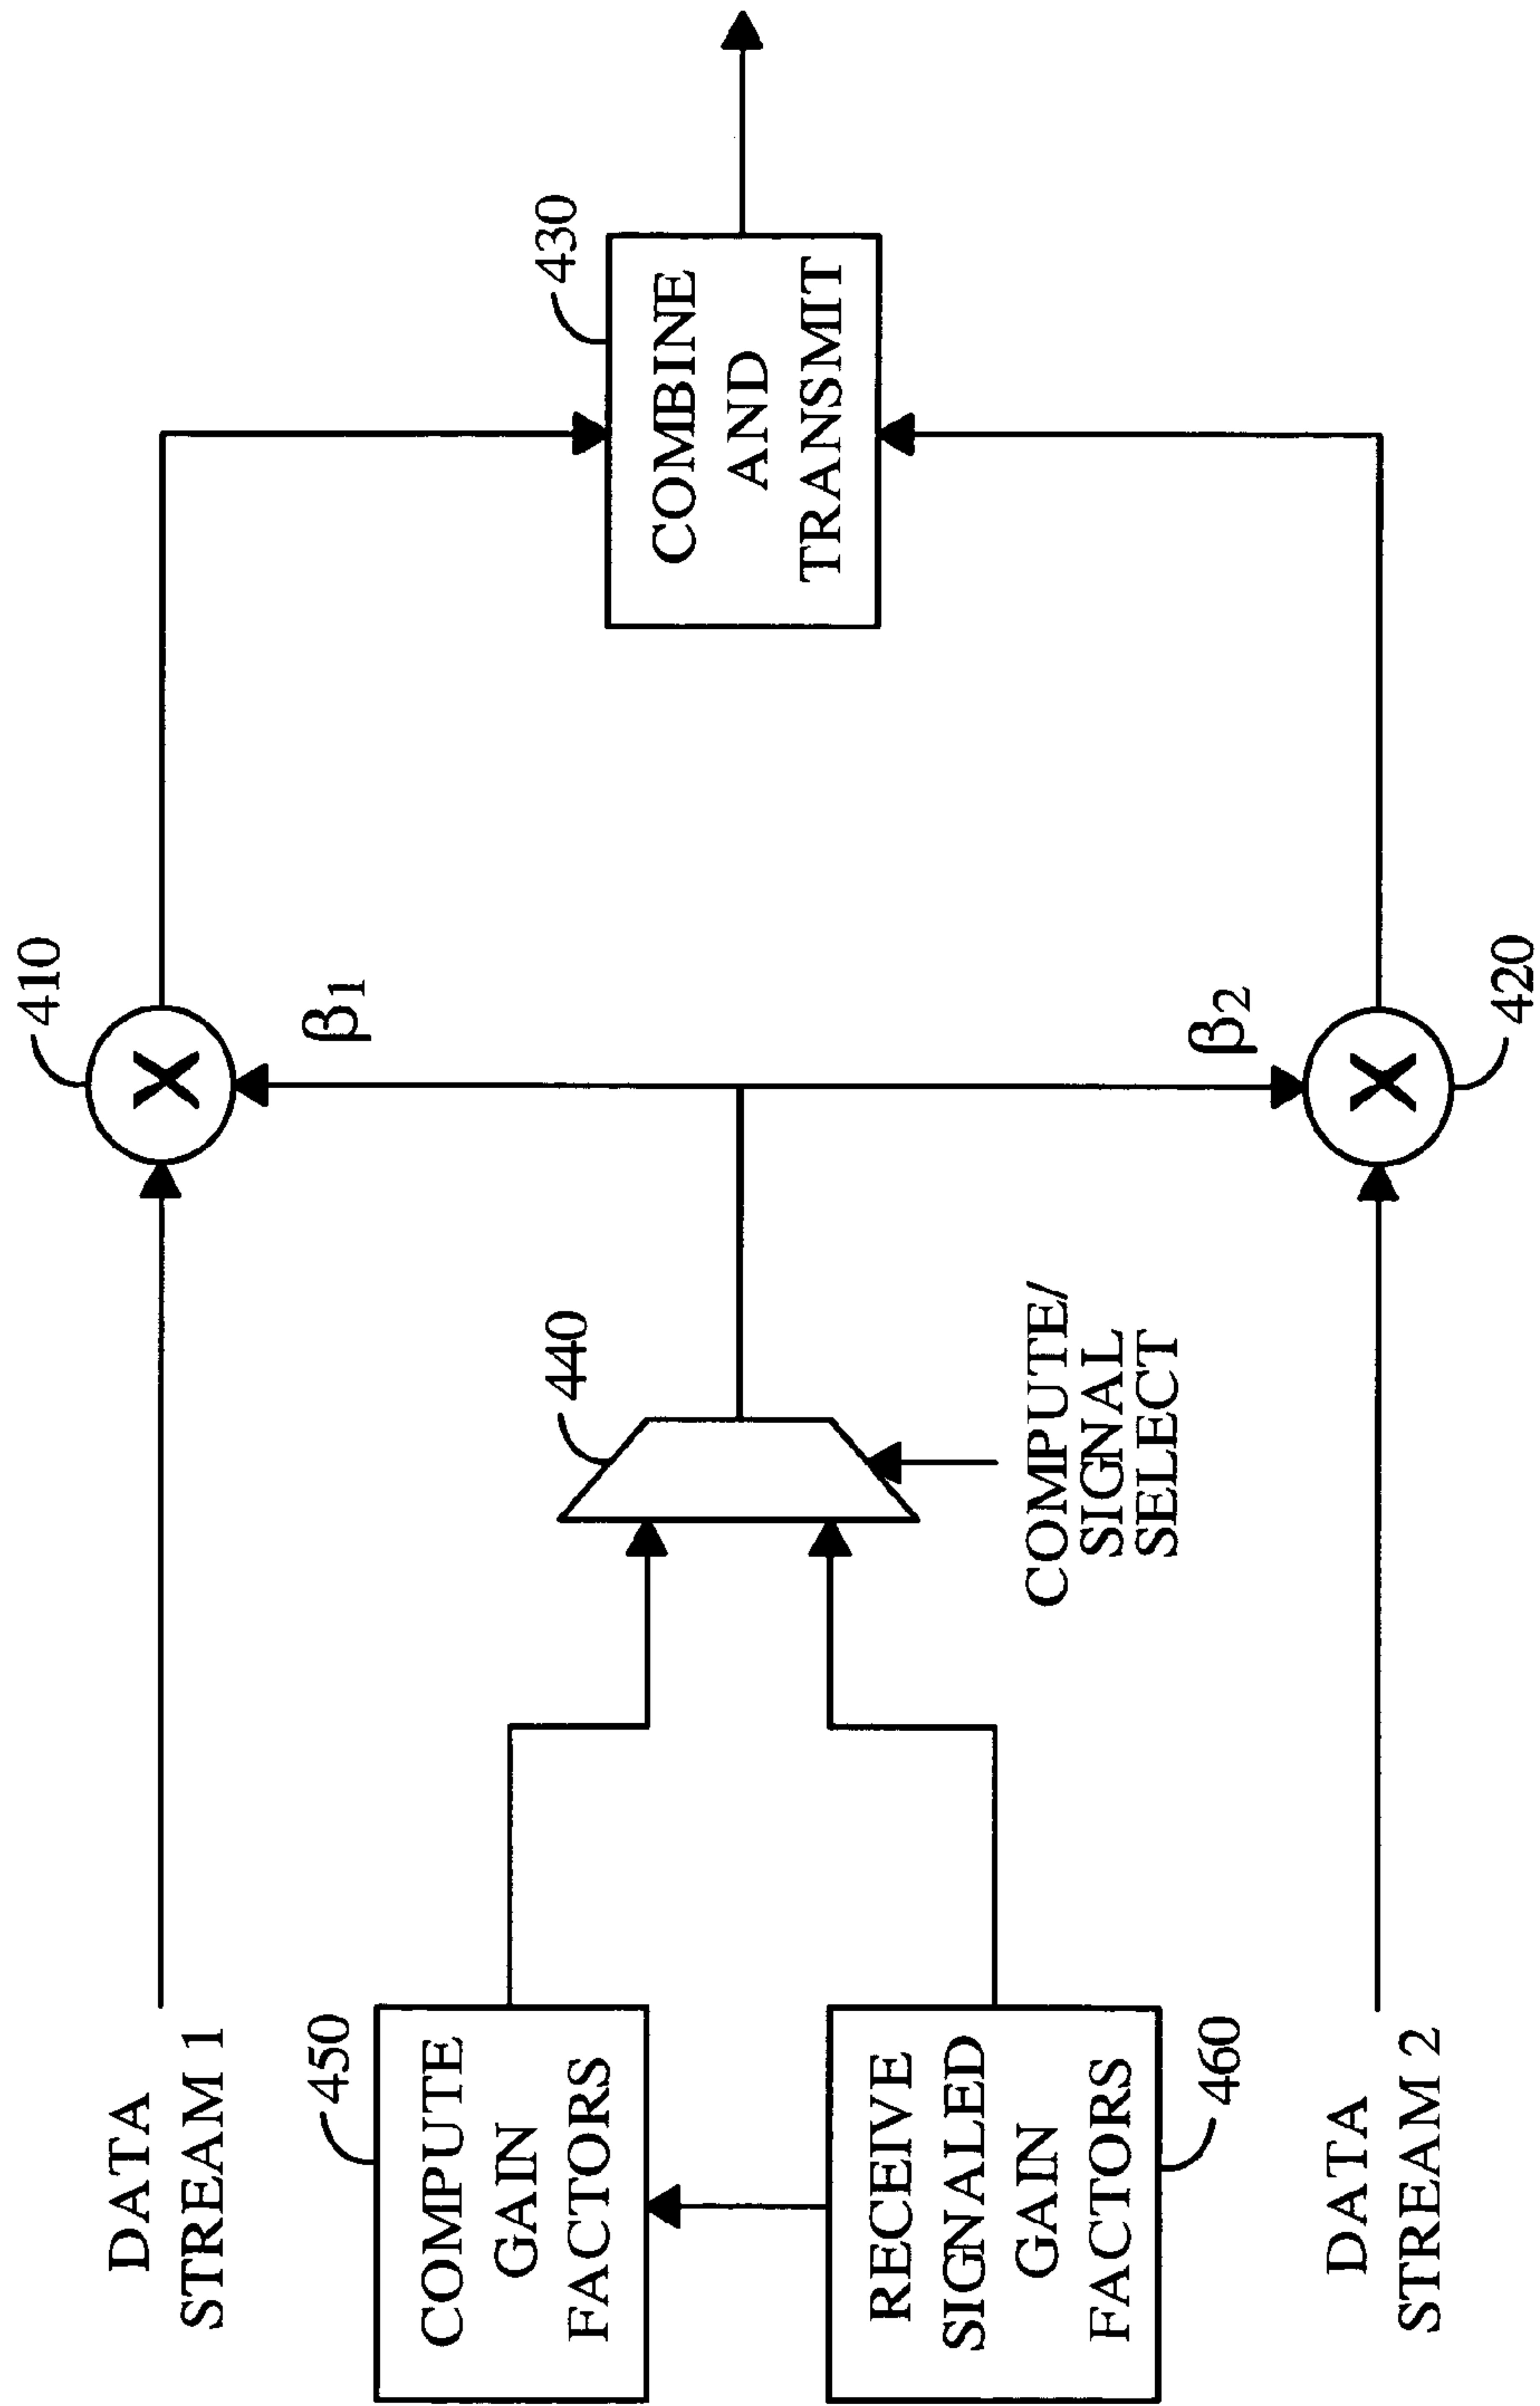 410
DATA
STREAM 1
β1
450
COMPUTE
GAIN
FACTORS
440
430
COMBINE
AND
TRANSMIT
RECEIVE
SIGNALED
GAIN
FACTORS
460
COMPUTE/
SIGNAL
SELECT
β2
DATA
STREAM 2
420